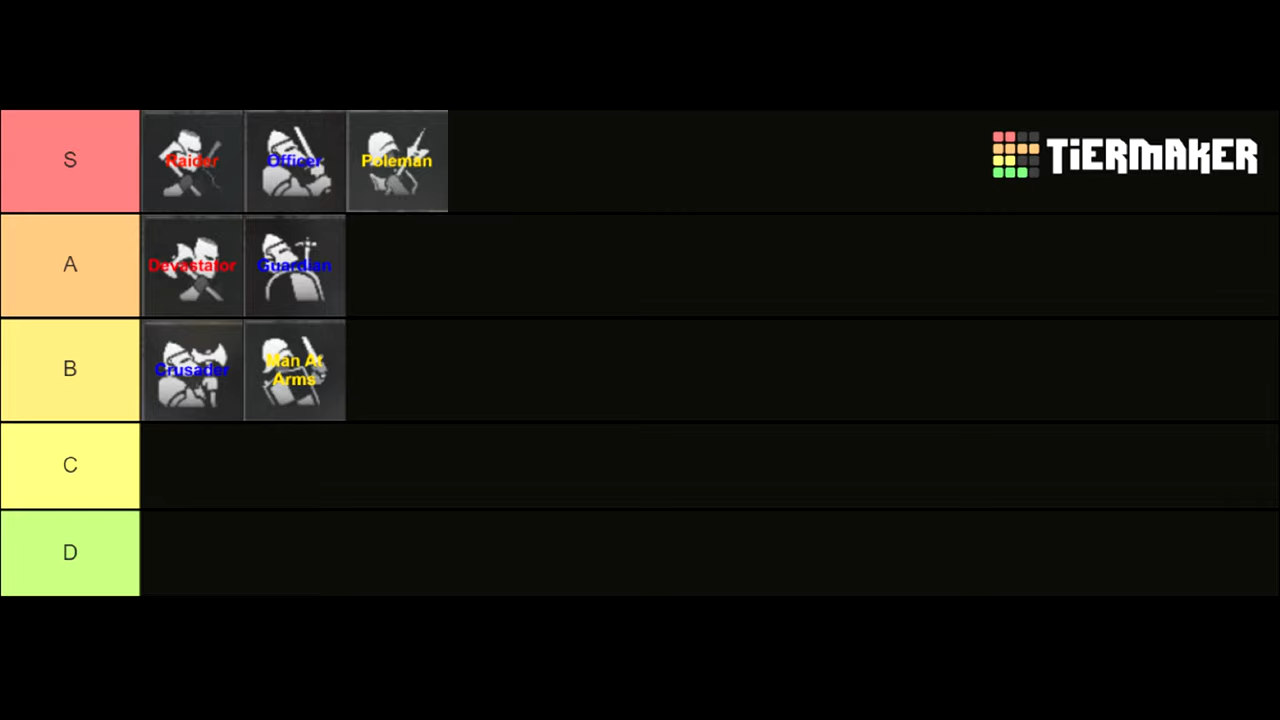 S
Raider
Officer
Poleman
TiERMAKER
A
Devastator
Guardian
B
Crusader
Man At
Arms
C
D